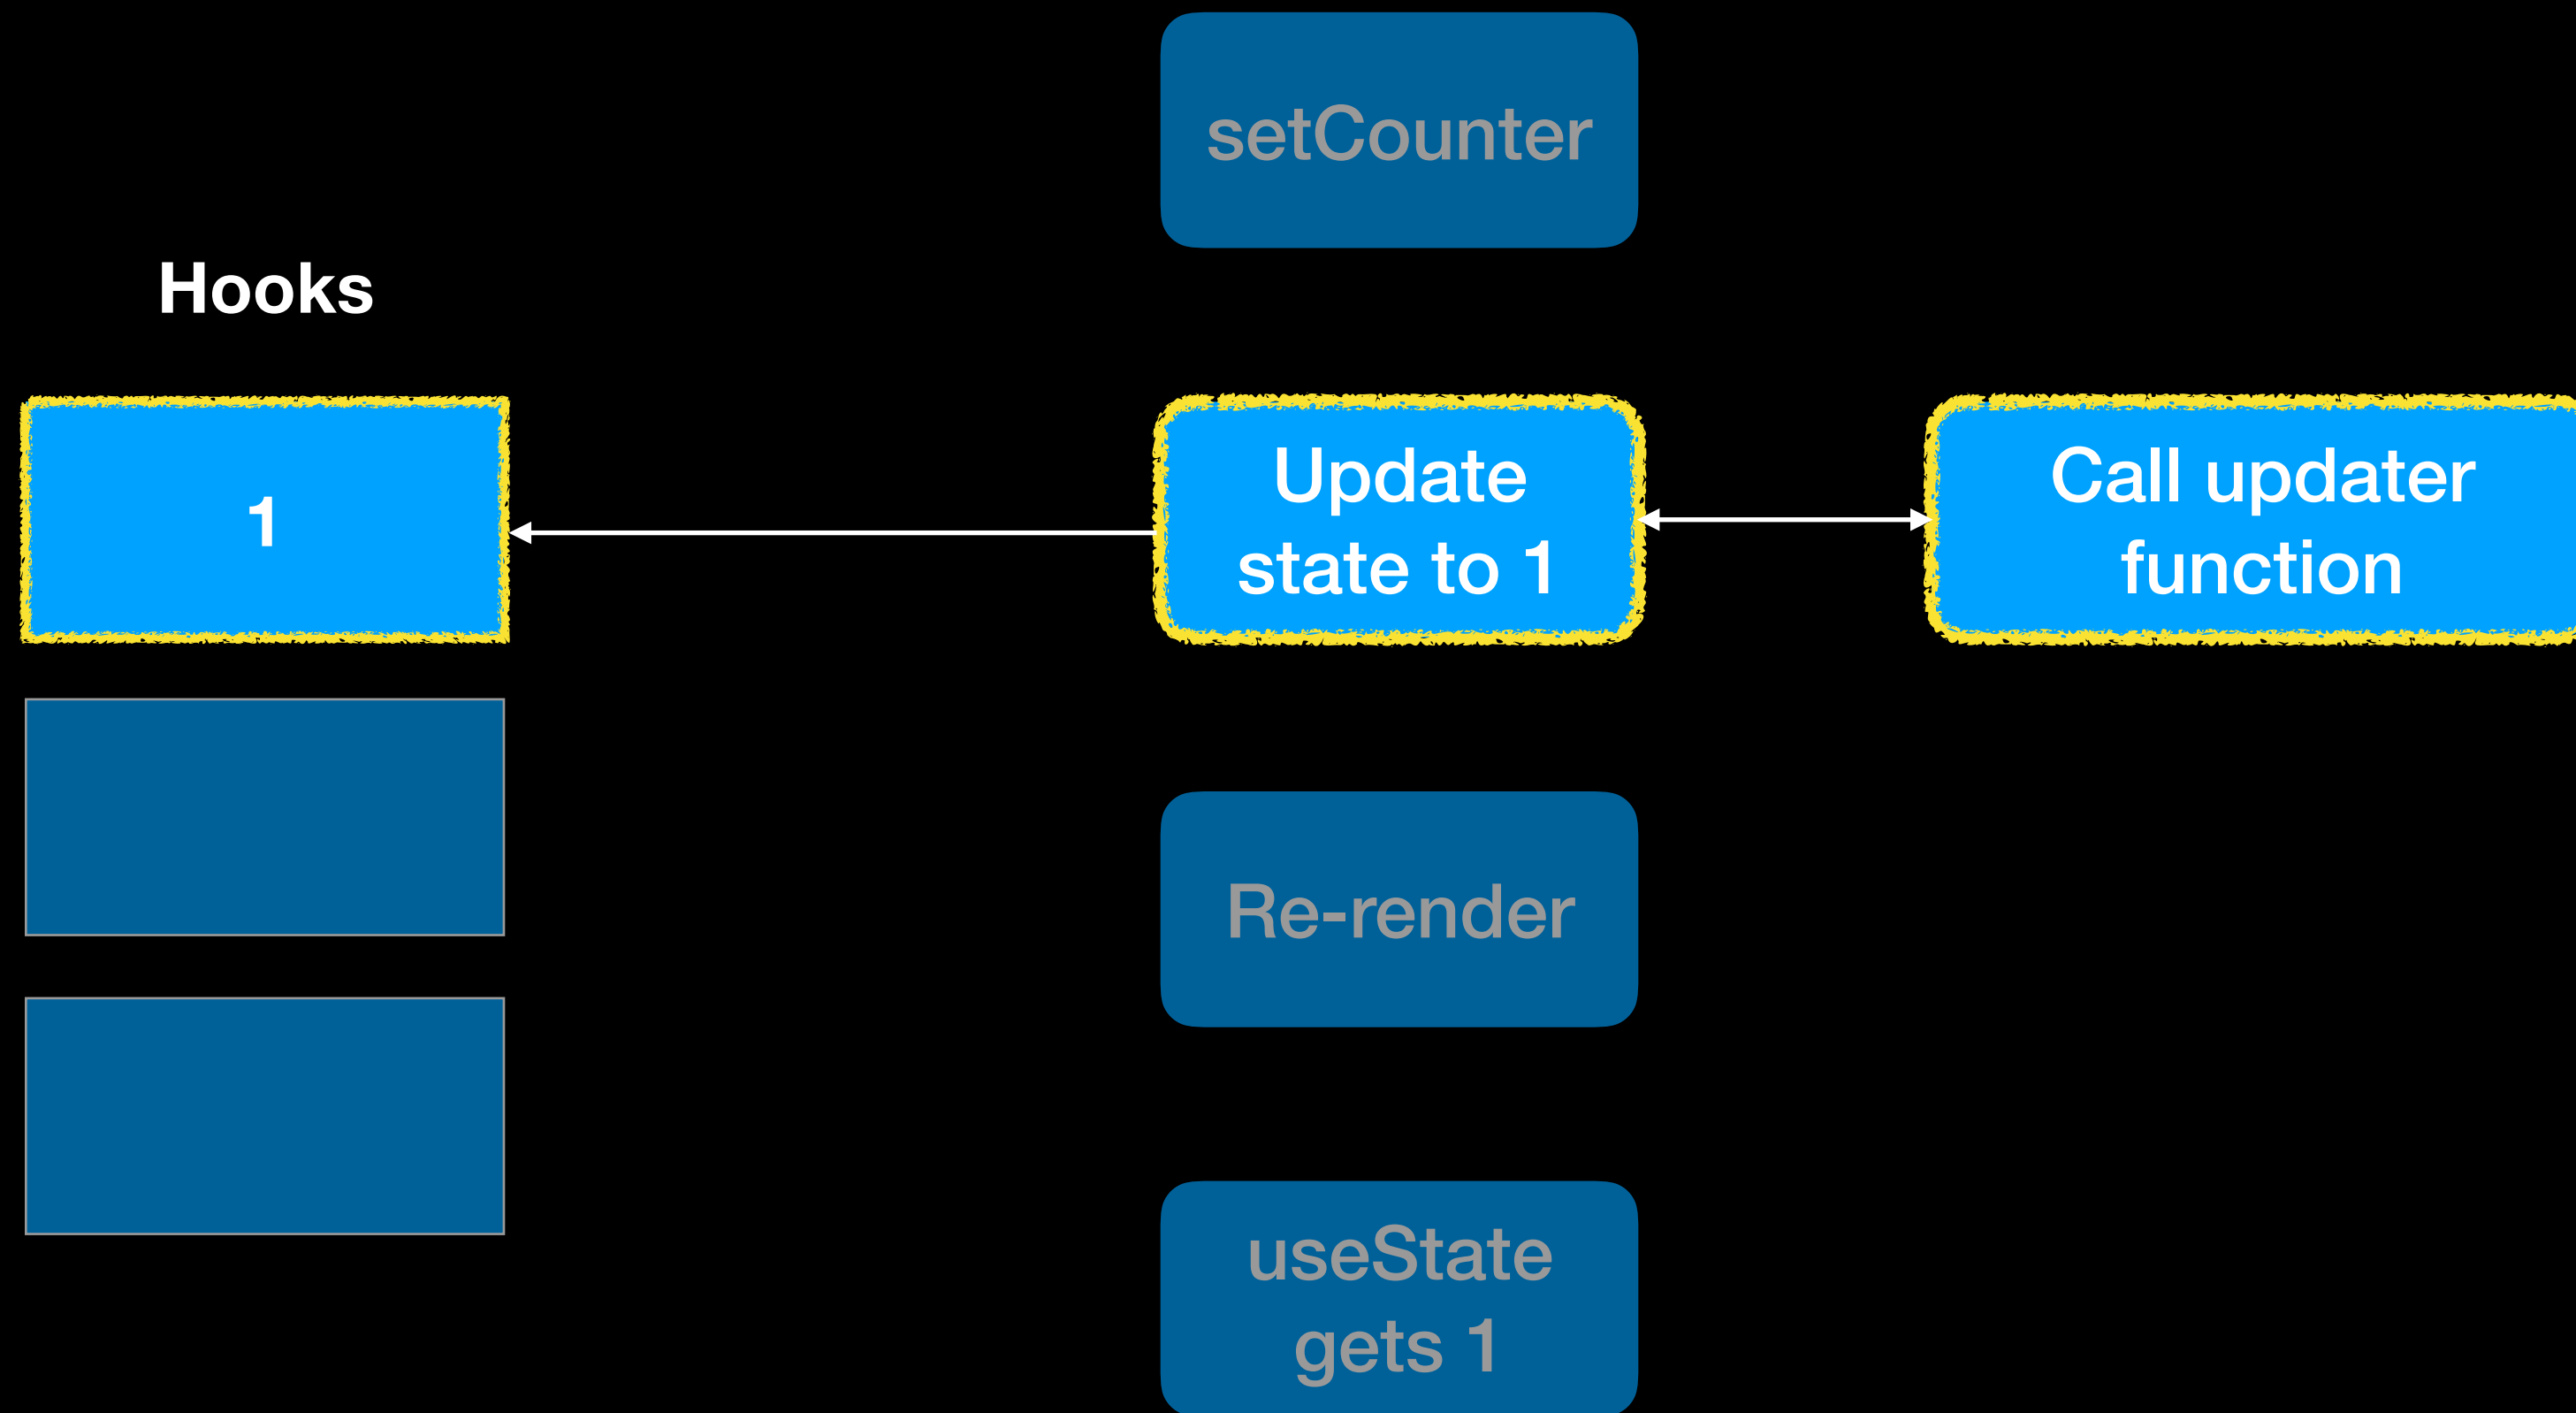 setCounter
Hooks
1
Update
state to 1
Call updater
function
Re-render
useState
gets 1